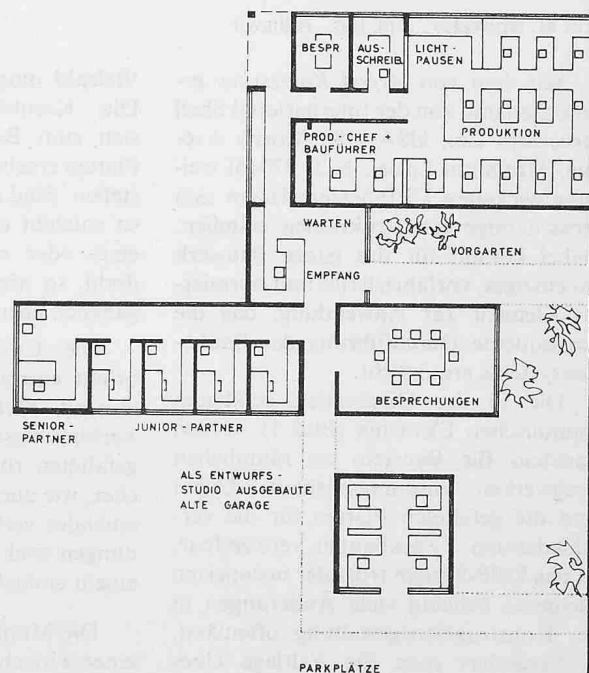 BESPR
AUS-
SCHREIB.
LICHT-
PAUSEN
PRODUKTION
PROD.-CHEF +
BAUFÜHRER
WARTEN
VORGARTEN
EMPFANG
BESPRECHUNGEN
SENIOR-
PARTNER
JUNIOR-PARTNER
ALS ENTWURFS-
STUDIO AUSGEBAUTE
ALTE GARAGE
PARKPLÄTZE